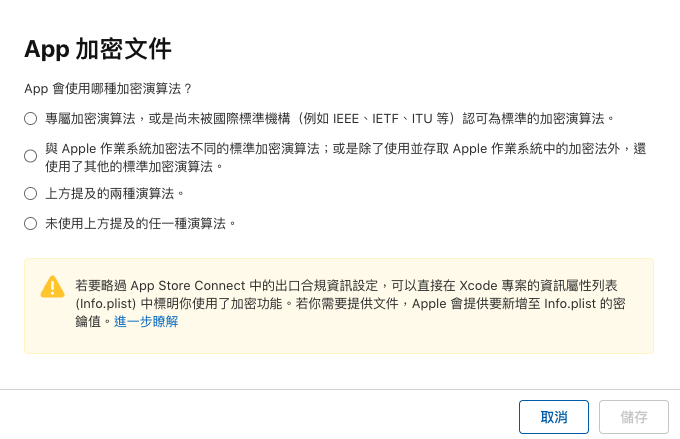 App 加密文件
App 會使用哪種加密演算法？
專屬加密演算法，或是尚未被國際標準機構（例如 IEEE、IETF、ITU 等）認可為標準的加密演算法。
與 Apple 作業系統加密法不同的標準加密演算法；或是除了使用並存取 Apple 作業系統中的加密法外，還
使用了其他的標準加密演算法。
上方提及的兩種演算法。
未使用上方提及的任一種演算法。
若要略過 App Store Connect 中的出口合規資訊設定，可以直接在 Xcode 專案的資訊屬性列表
(Info.plist) 中標明你使用了加密功能。若你需要提供文件，Apple 會提供要新增至 Info.plist 的密
鑰值。進一步瞭解
取消
儲存